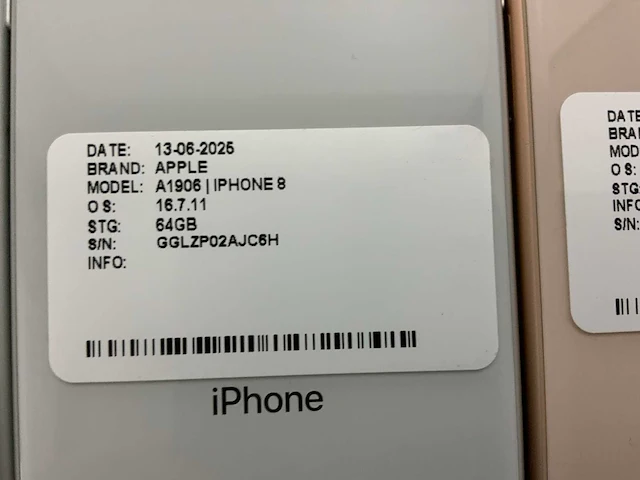 DATE: 13-06-2025
BRAND: APPLE
MODEL: A1906 | IPHONE 8
O S: 16.7.11
STG: 64GB
S/N: GGLZP02AJC6H
INFO:
iPhone
DATE
BRA
MOD
O S:
STG
INFO
S/N: